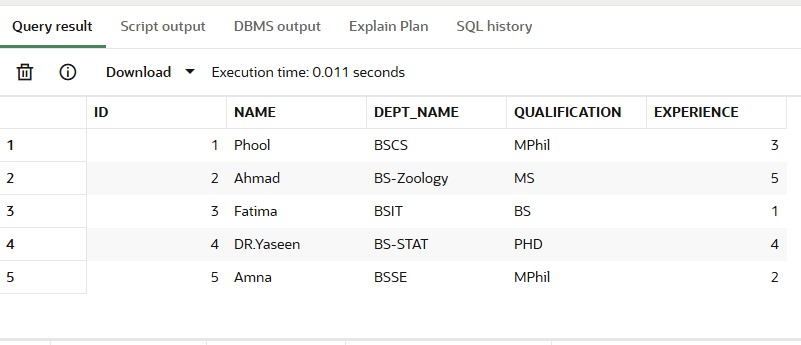 Query result Script output DBMS output Explain Plan SQL history
Download Execution time: 0.011 seconds
ID NAME DEPT_NAME QUALIFICATION EXPERIENCE
1 1 Phool BSCS MPhil 3
2 2 Ahmad BS-Zoology MS 5
3 3 Fatima BSIT BS 1
4 4 DR.Yaseen BS-STAT PHD 4
5 5 Amna BSSE MPhil 2